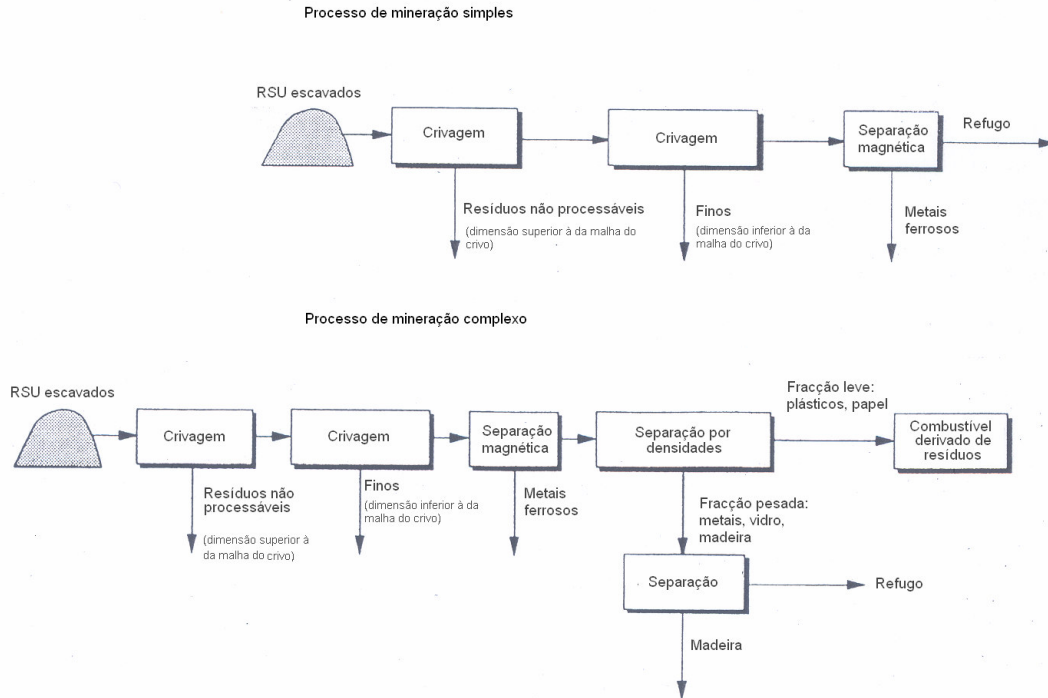 Processo de mineração simples
RSU escavados
Crivagem
Crivagem
Separação
magnética
Refugo
Resíduos não processáveis
(dimensão superior à da malha do
crivo)
Finos
(dimensão inferior à da
malha do crivo)
Metais
ferrosos
Processo de mineração complexo
RSU escavados
Crivagem
Crivagem
Separação
magnética
Separação por
densidades
Fracção leve:
plásticos, papel
Combustível
derivado de
resíduos
Resíduos não
processáveis
(dimensão superior à
da malha do crivo)
Finos
(dimensão inferior à da
malha do crivo)
Metais
ferrosos
Fracção pesada:
metais, vidro,
madeira
Separação
Refugo
Madeira